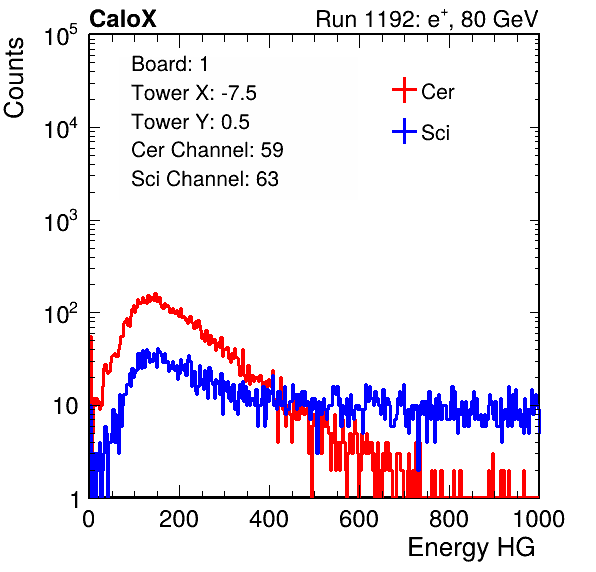 CaloX Run 1192: e⁺, 80 GeV
Counts
Board: 1
Tower X: -7.5
Tower Y: 0.5
Cer Channel: 59
Sci Channel: 63
Cer
Sci
10⁵
10⁴
10³
10²
10
1
0 200 400 600 800 1000
Energy HG